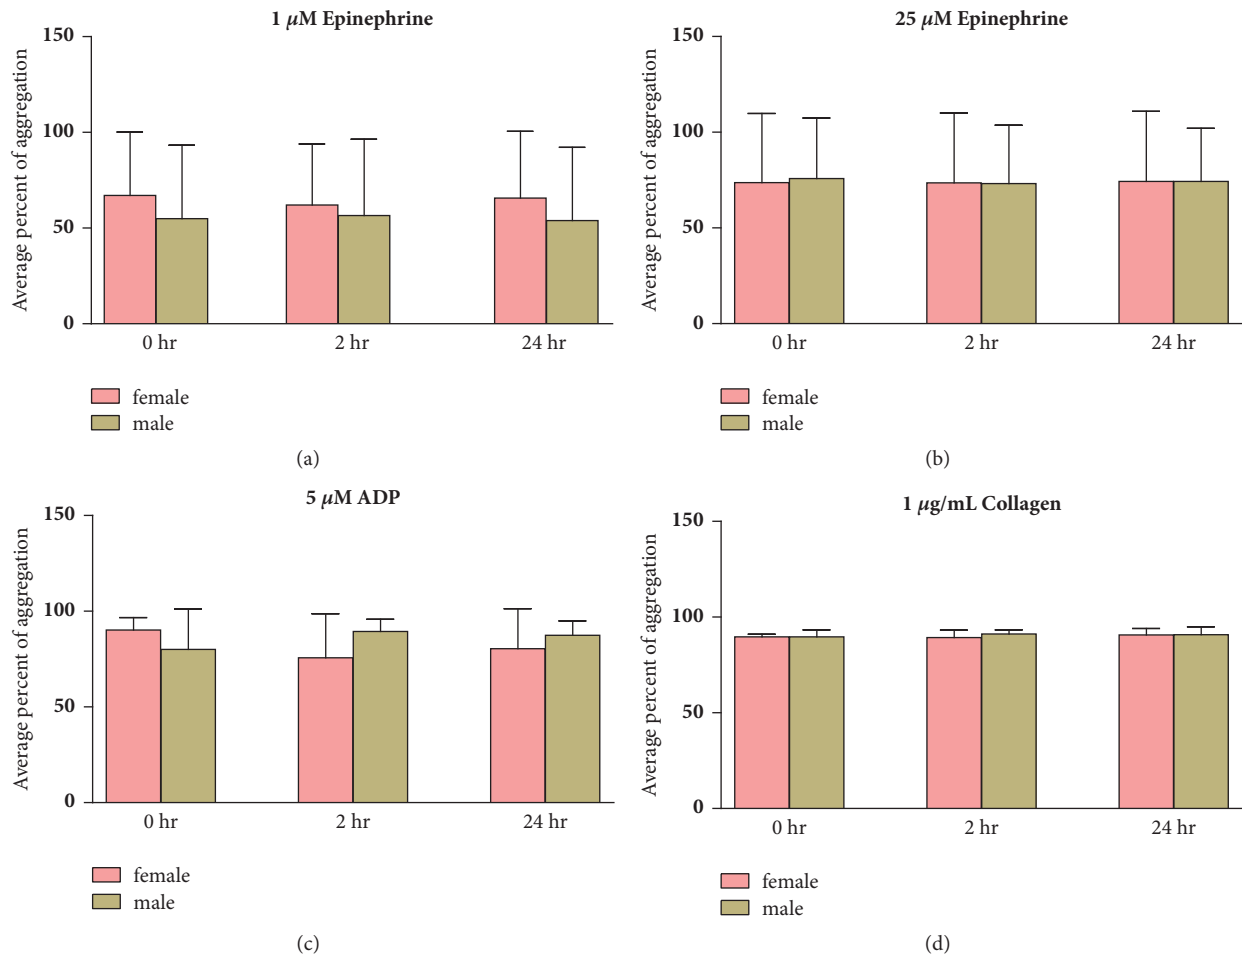 1 μM Epinephrine
Average percent of aggregation
150
100
50
0
0 hr
2 hr
24 hr
female
male
(a)
25 μM Epinephrine
Average percent of aggregation
150
100
50
0
0 hr
2 hr
24 hr
female
male
(b)
5 μM ADP
Average percent of aggregation
150
100
50
0
0 hr
2 hr
24 hr
female
male
(c)
1 μg/mL Collagen
Average percent of aggregation
150
100
50
0
0 hr
2 hr
24 hr
female
male
(d)